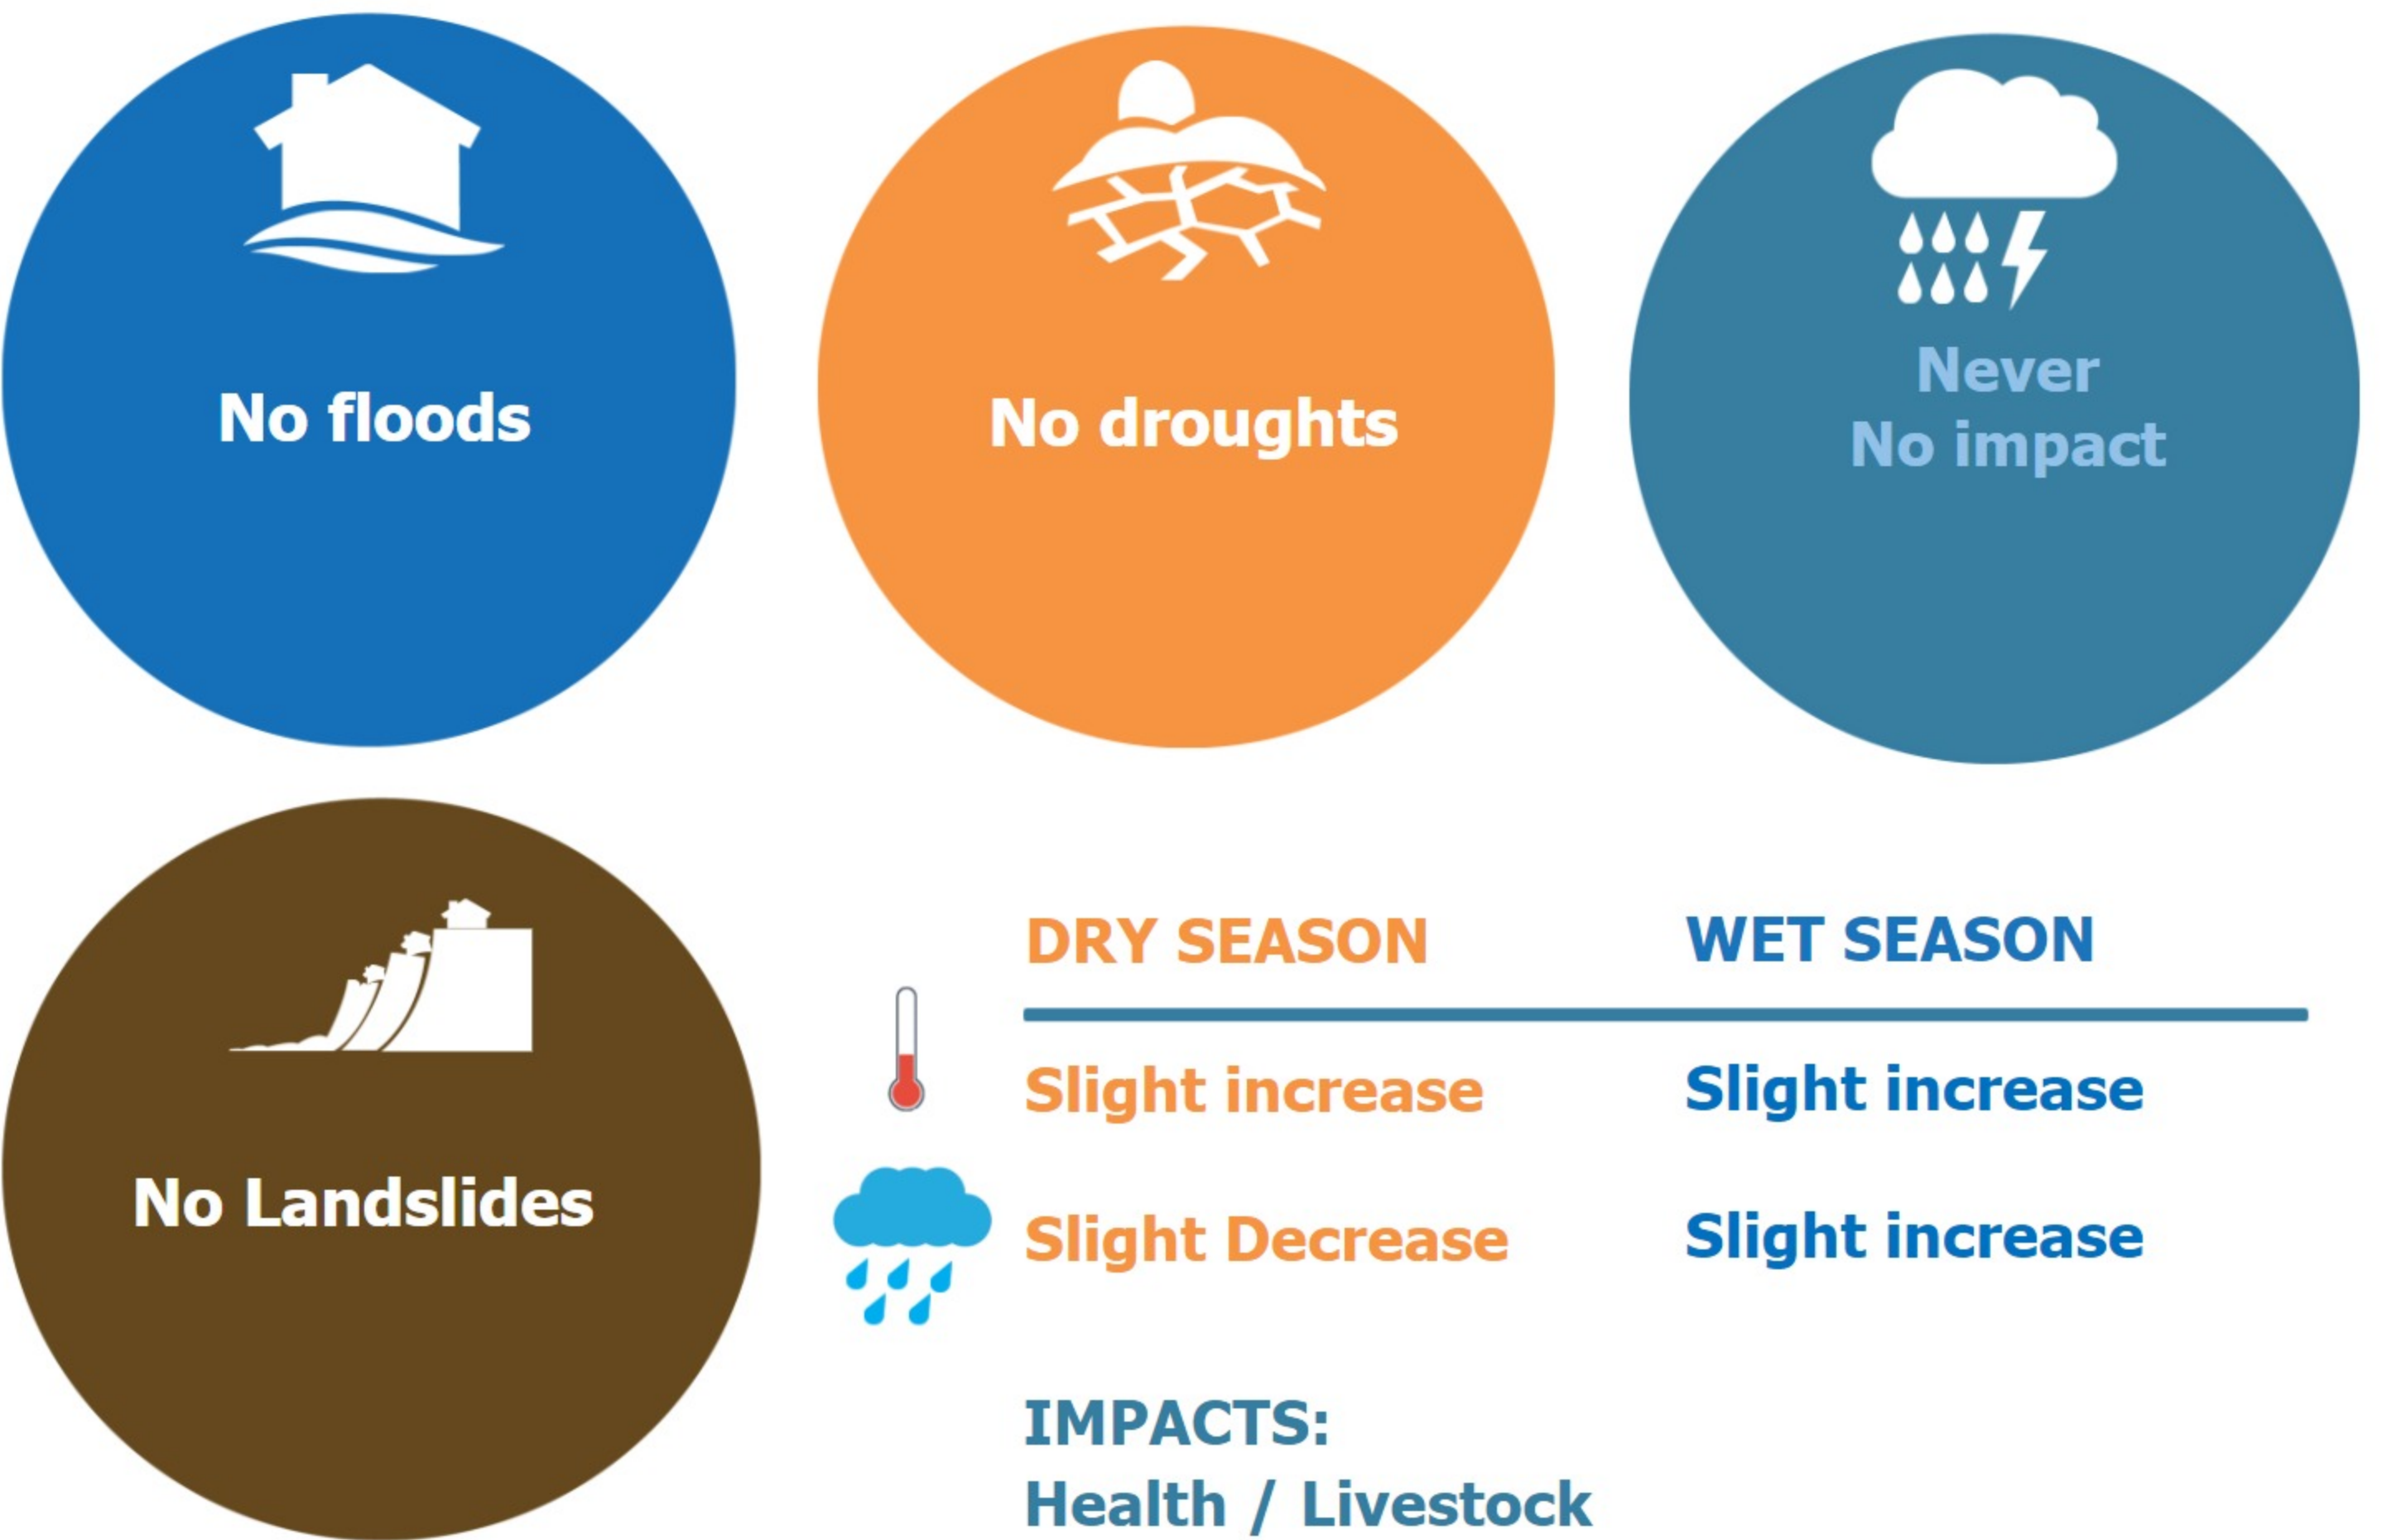 No floods
No droughts
Never
No impact
No Landslides
DRY SEASON
WET SEASON
Slight increase
Slight increase
Slight Decrease
Slight increase
IMPACTS:
Health / Livestock